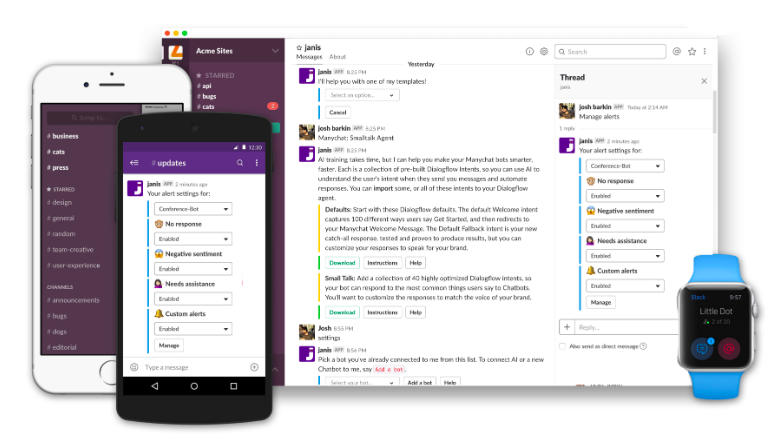 Acme Sites
★ STARRED
# api
# bugs
# cats
2
☆ janis
Messages About
Search
Yesterday
janis APP 8:25 PM
I'll help you with one of my templates!
Select an option...
Cancel
josh barkin APP 8:25 PM
Manychat: Smalltalk Agent
janis APP 8:25 PM
AI training takes time, but I can help you make your Manychat bots smarter,
faster. Each is a collection of pre-built Dialogflow Intents, so you can use AI to
understand the user's intent when they send you messages and automate
responses. You can import some, or all of these intents to your Dialogflow
agent.
Defaults: Start with these Dialogflow defaults. The default Welcome intent
captures 100 different ways users say Get Started, and then redirects to
your Manychat Welcome Message. The Default Fallback intent is your new
catch-all response, tested and proven to produce results, but you can
customize your responses to speak for your brand.
Download Instructions Help
Small Talk: Add a collection of 40 highly optimized Dialogflow intents, so
your bot can respond to the most common things users say to Chatbots.
You'll want to customize the responses to match the voice of your brand.
Download Instructions Help
Josh 8:55 PM
settings
janis APP 8:56 PM
Pick a bot you've already connected to me from this list. To connect AI or a new
Chatbot to me, say Add a bot.
Select your bot... Add a bot Help
Thread
janis
josh barkin APP Today at 2:14 AM
Manage alerts
1 reply
janis APP 2 minutes ago
Your alert settings for:
Conference-Bot
No response
Enabled
Negative sentiment
Enabled
Needs assistance
Enabled
Custom alerts
Enabled
Manage
Reply...
Also send as direct message
# business
# cats
# press
★ STARRED
# design
# general
# random
# team-creative
# user-experience
CHANNELS
# announcements
# bugs
# dogs
# editorial
12:30
# updates
janis APP 2 minutes ago
Your alert settings for:
Conference-Bot
No response
Enabled
Negative sentiment
Enabled
Needs assistance
Enabled
Custom alerts
Enabled
Manage
Type a message
9:57
Little Dot
2 of 20